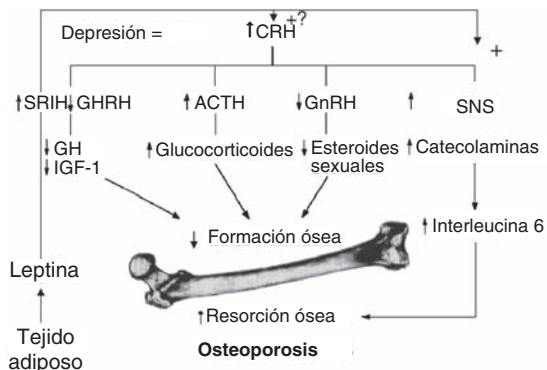 Depresión = ↑CRH +?
+
↑SRIH ↓GHRH ↑ACTH ↓GnRH ↑ SNS
↓GH ↑Glucocorticoides ↓Esteroides ↑Catecolaminas
↓IGF-1 sexuales
↓ Formación ósea ↑Interleucina 6
Leptina
↑Resorción ósea
Tejido Osteoporosis
adiposo